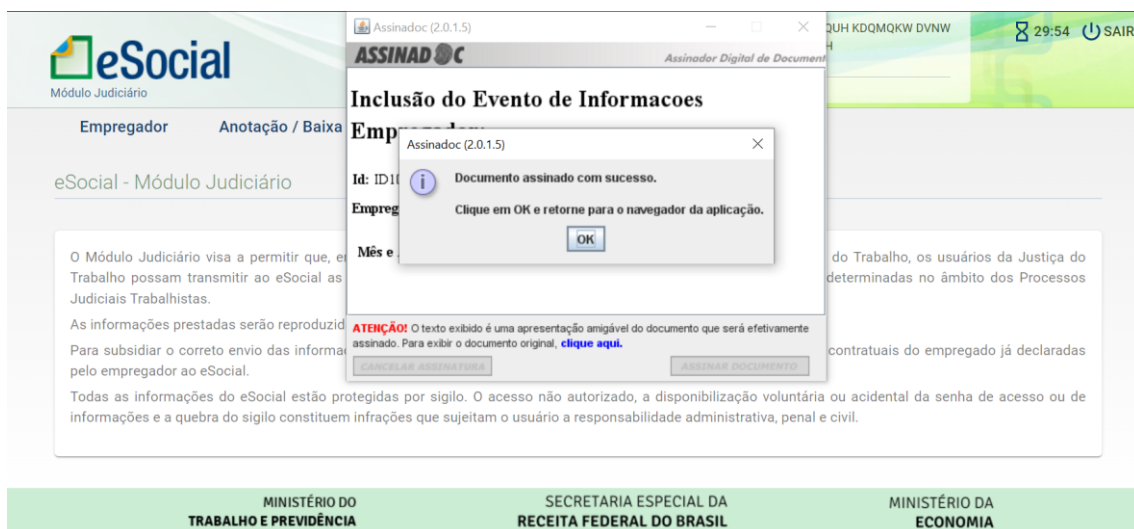 eSocial
Módulo Judiciário
QUH KDQMQKW DVNW
H
29:54 SAIR
Empregador Anotação / Baixa
eSocial - Módulo Judiciário
Assinadoc (2.0.1.5)
ASSINADOC
Assinador Digital de Document
Inclusão do Evento de Informacoes
Id: ID10
Empreg
Mês e
Assinadoc (2.0.1.5)
Documento assinado com sucesso.
Clique em OK e retorne para o navegador da aplicação.
OK
ATENÇÃO! O texto exibido é uma apresentação amigável do documento que será efetivamente
assinado. Para exibir o documento original, clique aqui.
CANCELAR ASSINATURA ASSINAR DOCUMENTO
O Módulo Judiciário visa a permitir que, do Trabalho, os usuários da Justiça do
Trabalho possam transmitir ao eSocial as determinadas no âmbito dos Processos
Judiciais Trabalhistas.
As informações prestadas serão reproduzid
Para subsidiar o correto envio das informa contratuais do empregado já declaradas
pelo empregador ao eSocial.
Todas as informações do eSocial estão protegidas por sigilo. O acesso não autorizado, a disponibilização voluntária ou acidental da senha de acesso ou de
informações e a quebra do sigilo constituem infrações que sujeitam o usuário a responsabilidade administrativa, penal e civil.
MINISTÉRIO DO
TRABALHO E PREVIDÊNCIA
SECRETARIA ESPECIAL DA
RECEITA FEDERAL DO BRASIL
MINISTÉRIO DA
ECONOMIA